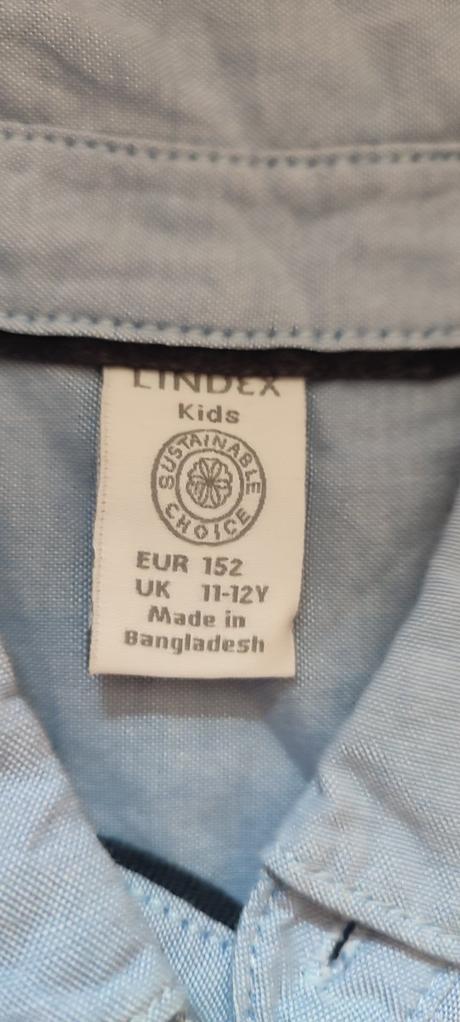 LINDEX
Kids
SUSTAINABLE
CHOICE
EUR 152
UK 11-12Y
Made in
Bangladesh